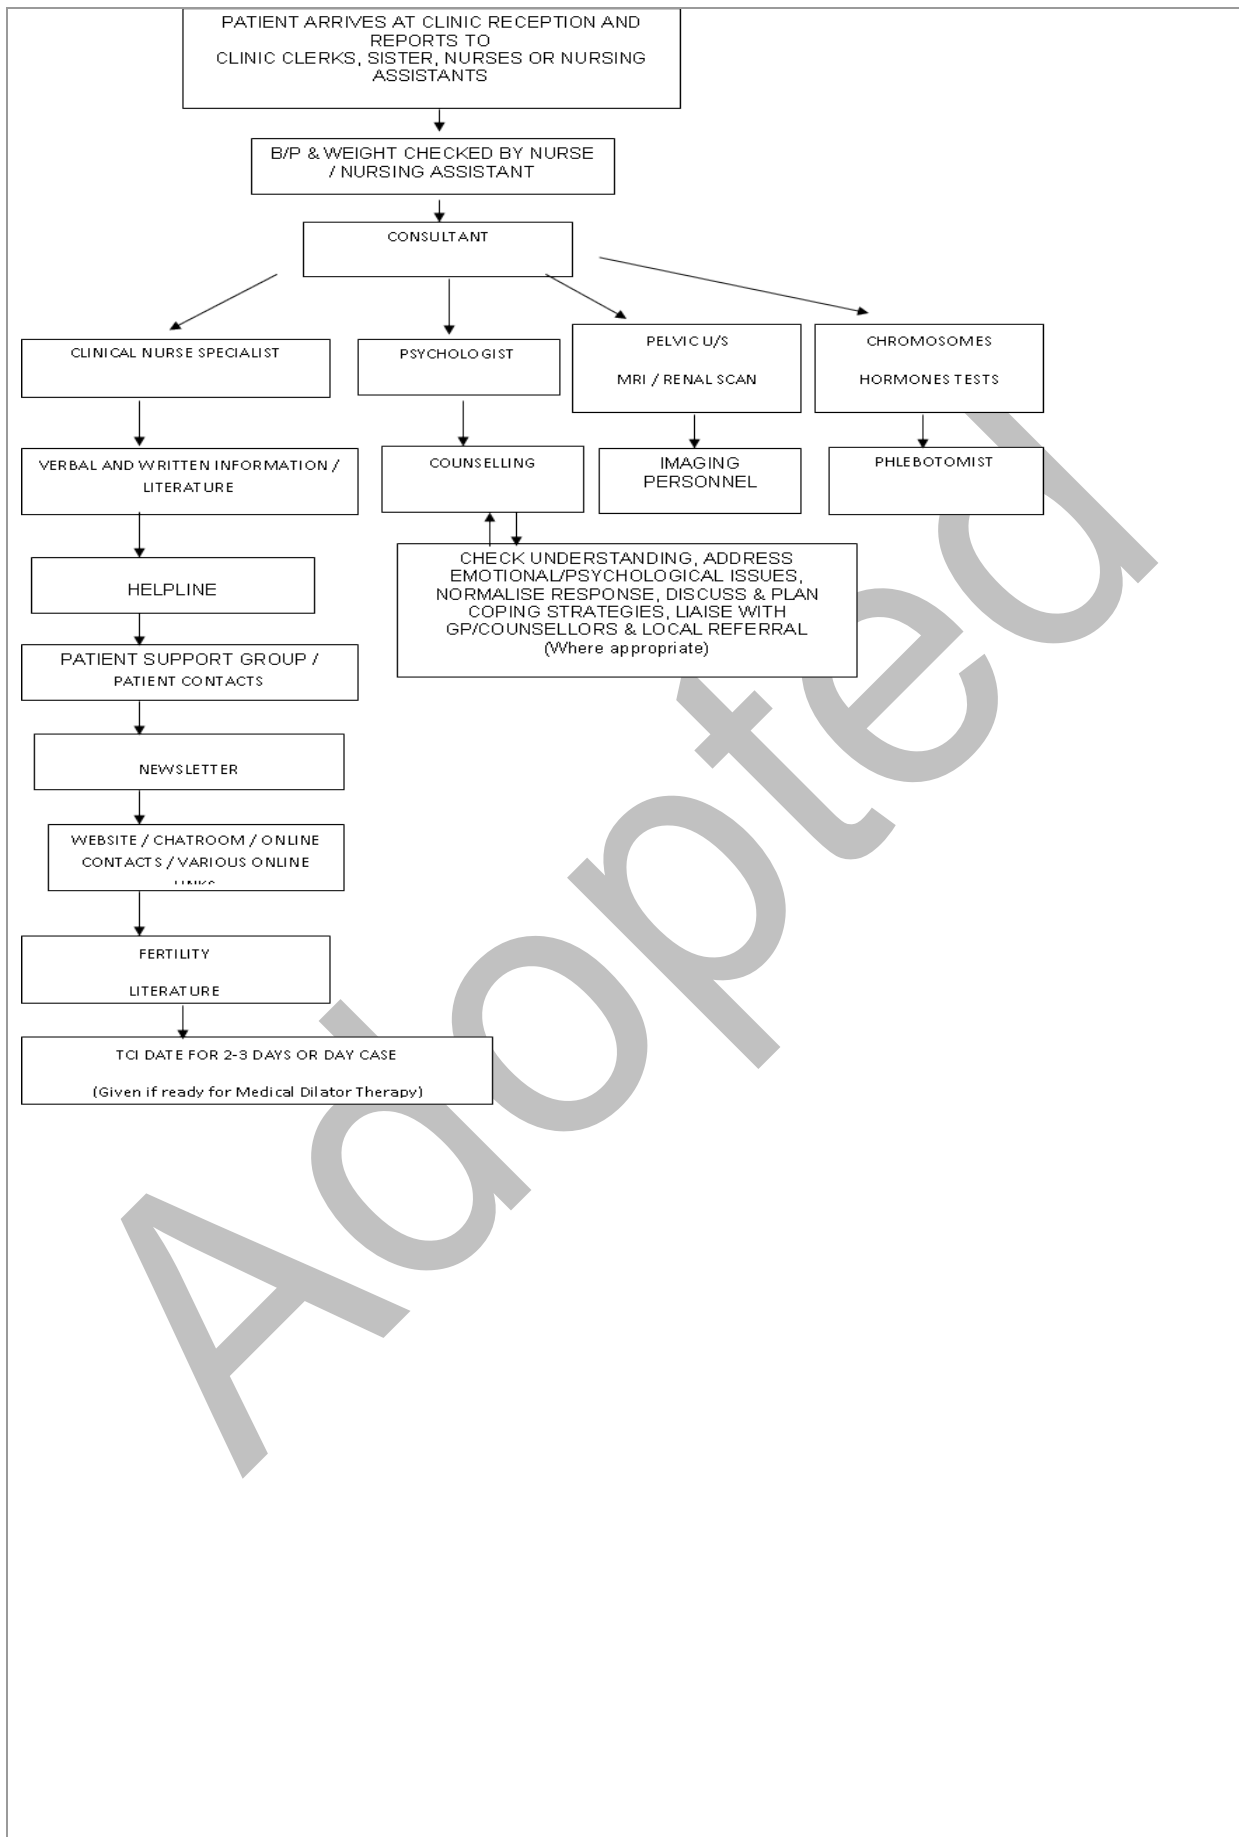 PATIENT ARRIVES AT CLINIC RECEPTION AND
REPORTS TO
CLINIC CLERKS, SISTER, NURSES OR NURSING
ASSISTANTS
B/P & WEIGHT CHECKED BY NURSE
/ NURSING ASSISTANT
CONSULTANT
CLINICAL NURSE SPECIALIST
PSYCHOLOGIST
PELVIC U/S
MRI / RENAL SCAN
CHROMOSOMES
HORMONES TESTS
VERBAL AND WRITTEN INFORMATION /
LITERATURE
COUNSELLING
IMAGING
PERSONNEL
PHLEBOTOMIST
HELPLINE
CHECK UNDERSTANDING, ADDRESS
EMOTIONAL/PSYCHOLOGICAL ISSUES,
NORMALISE RESPONSE, DISCUSS & PLAN
COPING STRATEGIES, LIAISE WITH
GP/COUNSELLORS & LOCAL REFERRAL
(Where appropriate)
PATIENT SUPPORT GROUP /
PATIENT CONTACTS
NEWSLETTER
WEBSITE / CHATROOM / ONLINE
CONTACTS / VARIOUS ONLINE
LINKS
FERTILITY
LITERATURE
TCI DATE FOR 2-3 DAYS OR DAY CASE
(Given if ready for Medical Dilator Therapy)
Adopted